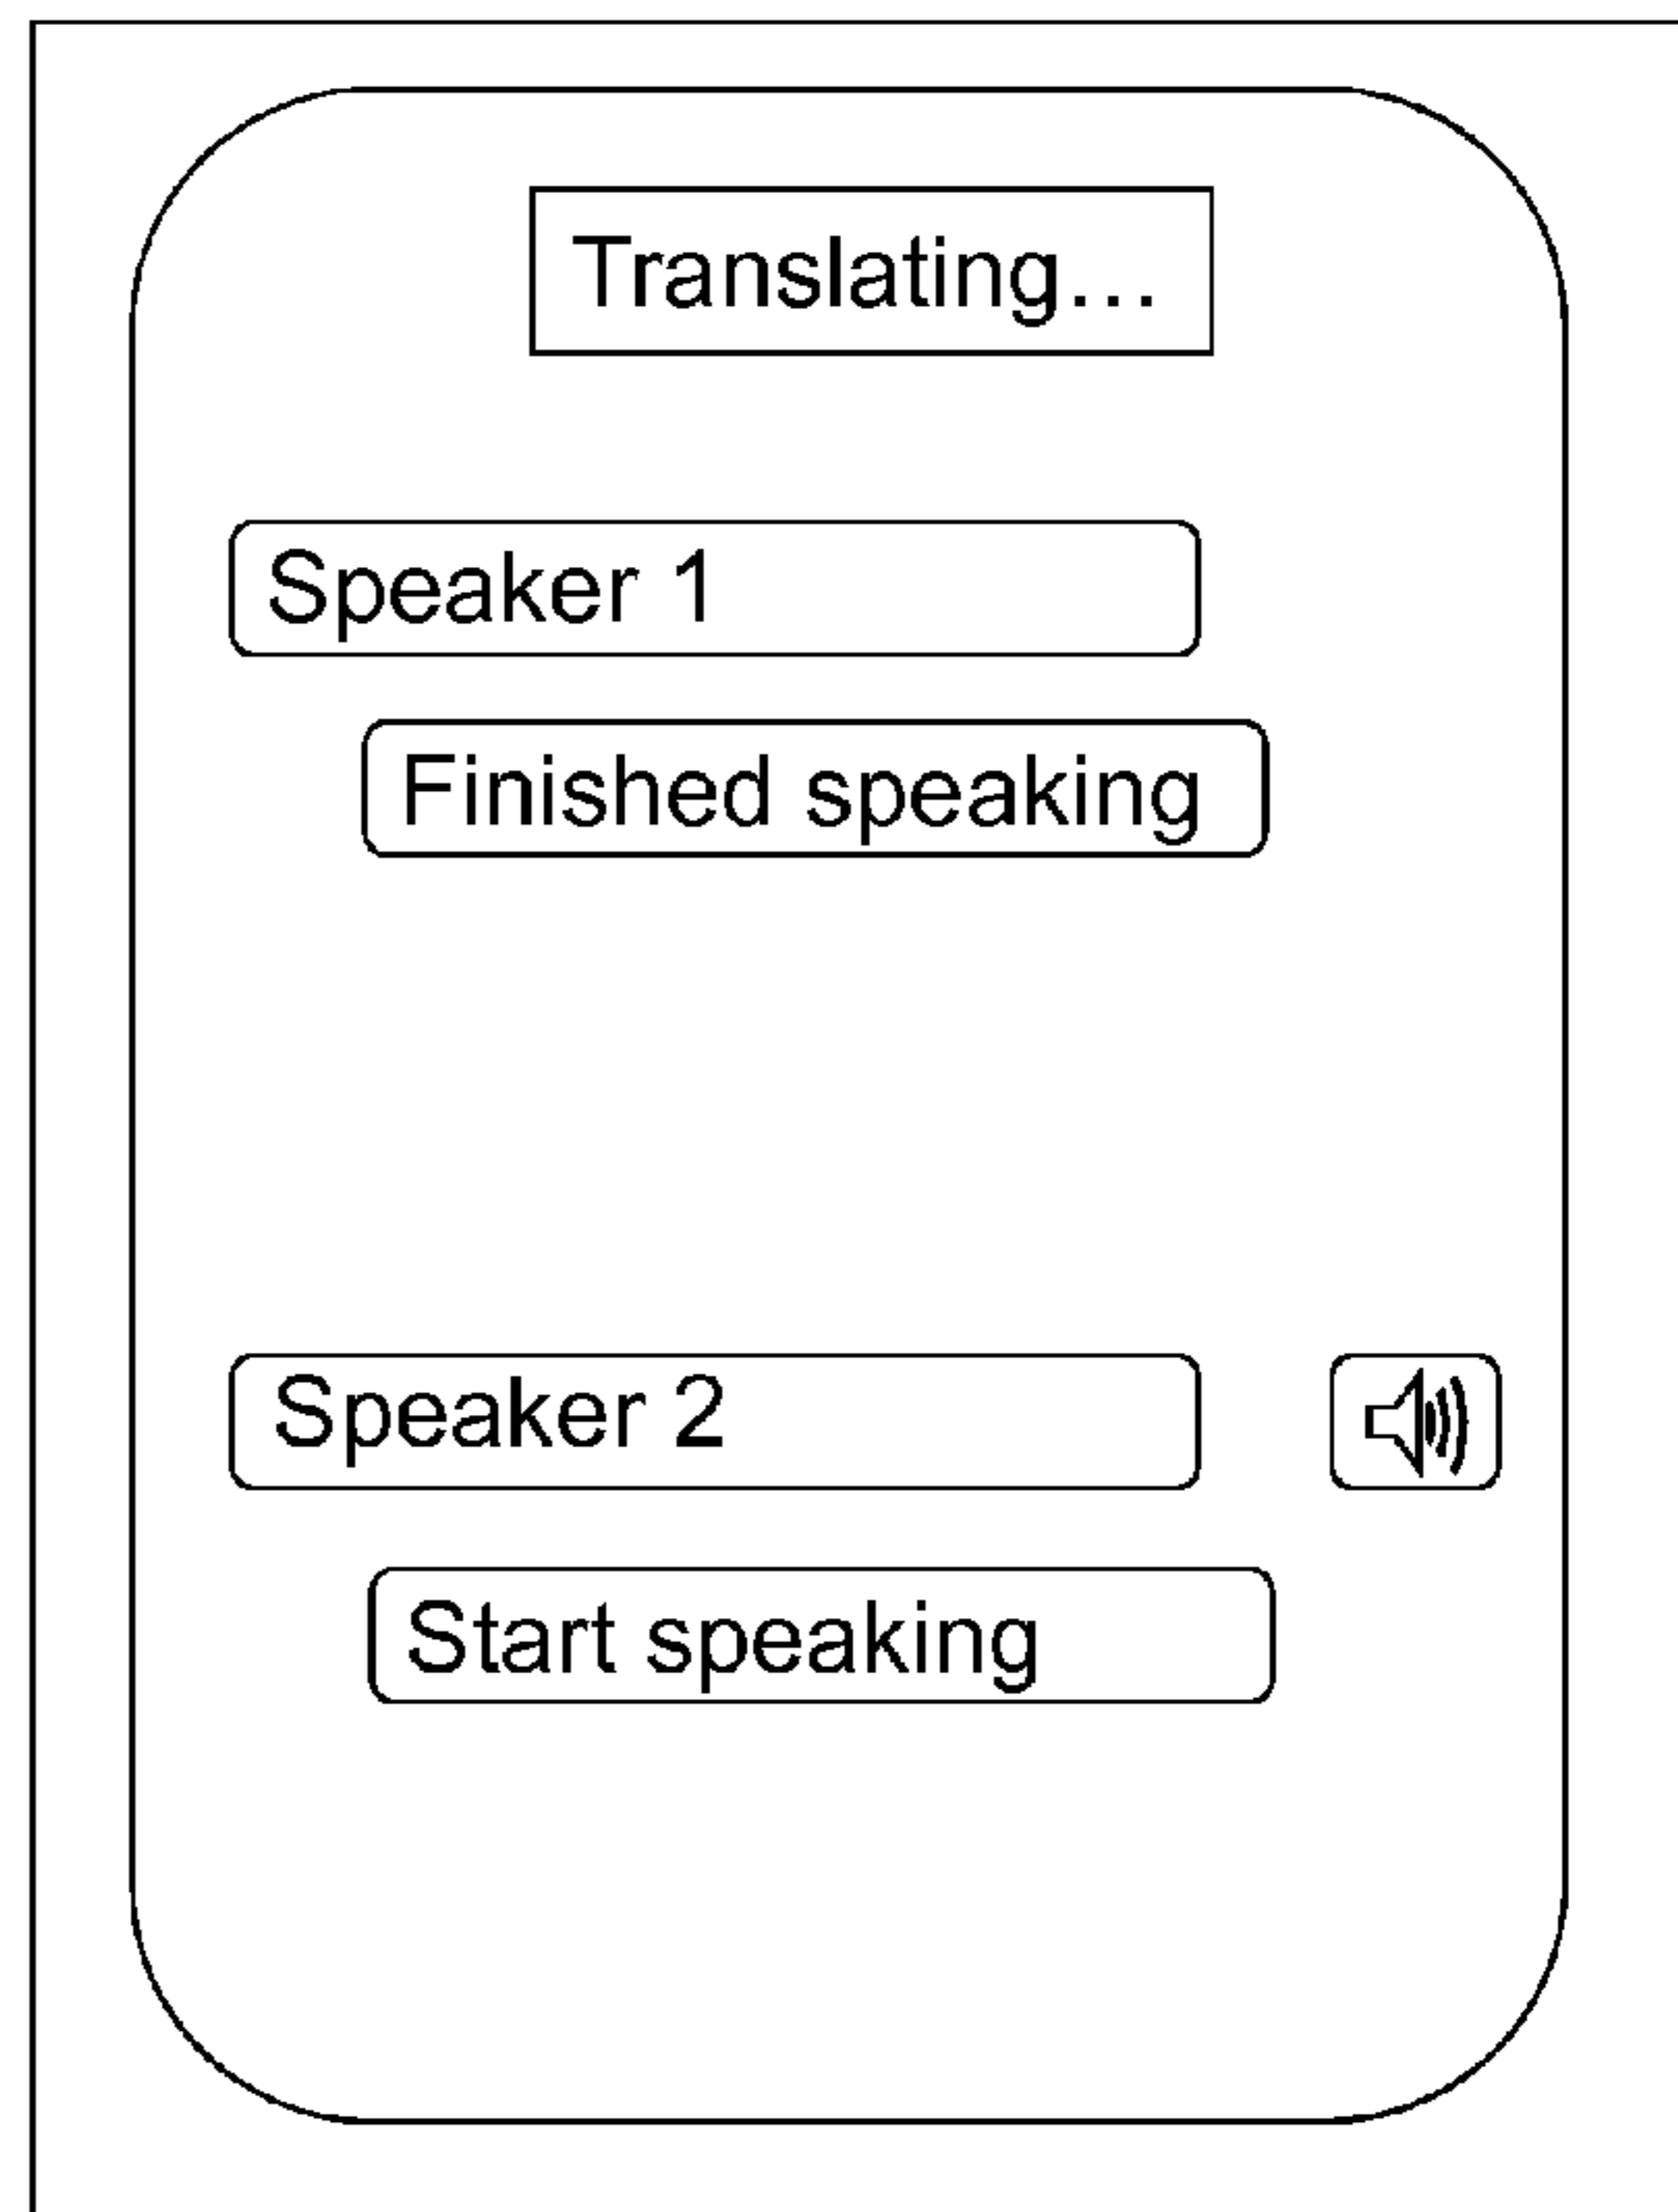 Translating...
Speaker 1
Finished speaking
Speaker 2
Start speaking